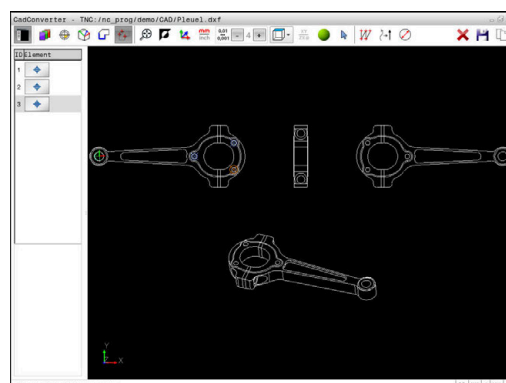 CadConverter - TNC:/nc_prog/demo/CAD/Pleuel.dxf
mm
inch
0,01
0,001
4
ID Element
1
2
3
Y
Z
X